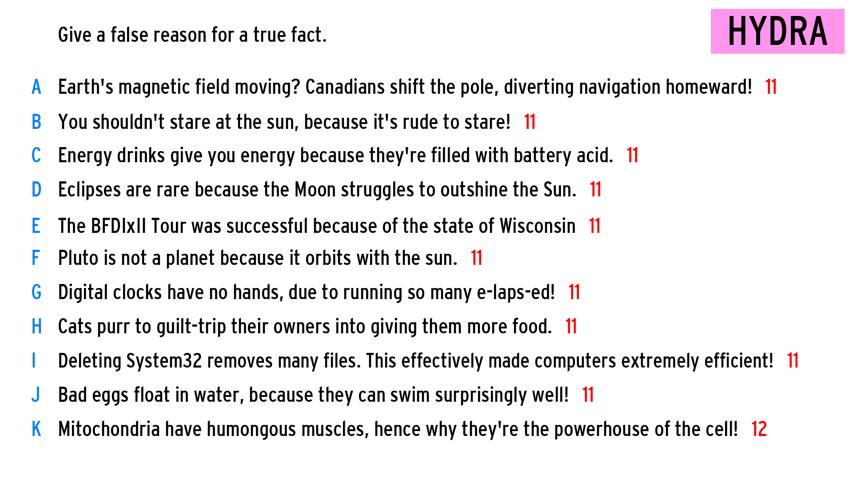 Give a false reason for a true fact.
HYDRA
A Earth's magnetic field moving? Canadians shift the pole, diverting navigation homeward! 11
B You shouldn't stare at the sun, because it's rude to stare! 11
C Energy drinks give you energy because they're filled with battery acid. 11
D Eclipses are rare because the Moon struggles to outshine the Sun. 11
E The BFDIxII Tour was successful because of the state of Wisconsin 11
F Pluto is not a planet because it orbits with the sun. 11
G Digital clocks have no hands, due to running so many e-laps-ed! 11
H Cats purr to guilt-trip their owners into giving them more food. 11
I Deleting System32 removes many files. This effectively made computers extremely efficient! 11
J Bad eggs float in water, because they can swim surprisingly well! 11
K Mitochondria have humongous muscles, hence why they're the powerhouse of the cell! 12